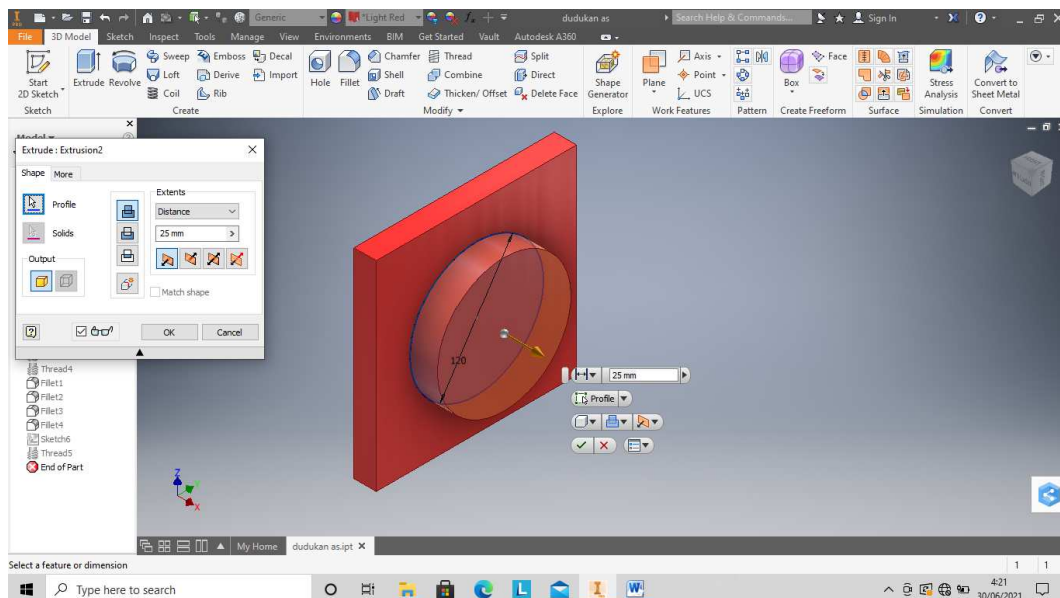 Generic
*Light Red
dudukan as
Search Help & Commands...
Sign In
File 3D Model Sketch Inspect Tools Manage View Environments BIM Get Started Vault Autodesk A360
Start 2D Sketch
Extrude
Revolve
Sweep
Emboss
Decal
Loft
Derive
Import
Coil
Rib
Hole
Fillet
Chamfer
Thread
Split
Shell
Combine
Direct
Draft
Thicken/ Offset
Delete Face
Shape Generator
Plane
Axis
Point
UCS
Box
Face
Stress Analysis
Convert to Sheet Metal
Sketch Create Modify Explore Work Features Pattern Create Freeform Surface Simulation Convert
Extrude : Extrusion2
Shape More
Profile
Solids
Output
Extents
Distance
25 mm
Match shape
OK Cancel
Thread4
Fillet1
Fillet2
Fillet3
Fillet4
Sketch6
Thread5
End of Part
120
25 mm
Profile
Z
Y
X
My Home dudukan as.ipt
Select a feature or dimension
1 1
Type here to search
4:21
30/06/2021